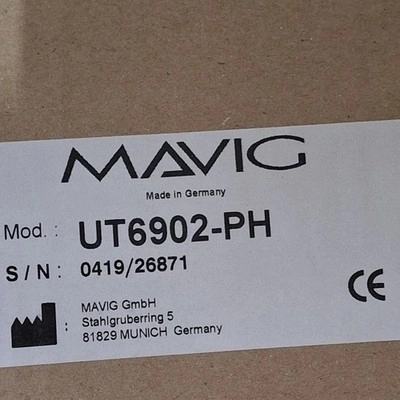 MAVIG
Made in Germany
Mod. : UT6902-PH
S / N : 0419/26871
CE
: MAVIG GmbH
Stahlgruberring 5
81829 MUNICH Germany